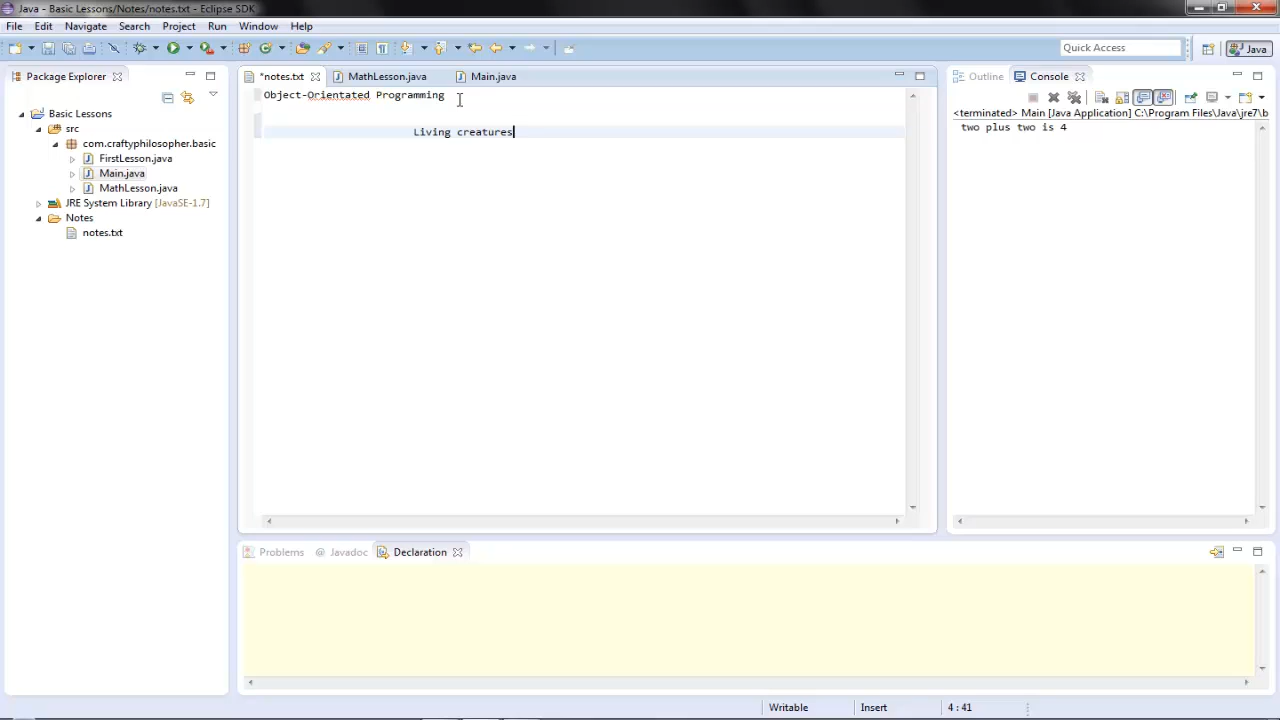 Java - Basic Lessons/Notes/notes.txt - Eclipse SDK
File Edit Navigate Search Project Run Window Help
Quick Access
Java
Package Explorer
*notes.txt MathLesson.java Main.java
Outline Console
Object-Orientated Programming
Living creatures
Basic Lessons
src
com.craftyphilosopher.basic
FirstLesson.java
Main.java
MathLesson.java
JRE System Library [JavaSE-1.7]
Notes
notes.txt
<terminated> Main [Java Application] C:\Program Files\Java\jre7\b
two plus two is 4
Problems @ Javadoc Declaration
Writable Insert 4 : 41